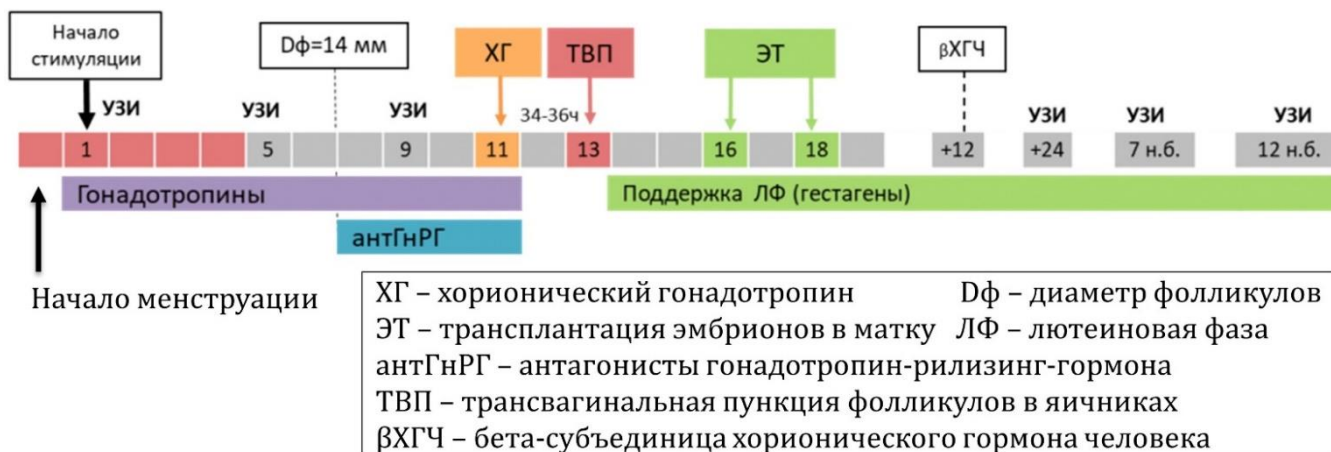 Начало
стимуляции
Dф=14 мм
ХГ
ТВП
ЭТ
βХГЧ
УЗИ
УЗИ
УЗИ
34-36ч
УЗИ
УЗИ
УЗИ
1
5
9
11
13
16
18
+12
+24
7 н.б.
12 н.б.
Гонадотропины
Поддержка ЛФ (гестагены)
антГнРГ
Начало менструации
ХГ – хорионический гонадотропин Dф – диаметр фолликулов
ЭТ – трансплантация эмбрионов в матку ЛФ – лютеиновая фаза
антГнРГ – антагонисты гонадотропин-рилизинг-гормона
ТВП – трансвагинальная пункция фолликулов в яичниках
βХГЧ – бета-субъединица хорионического гормона человека